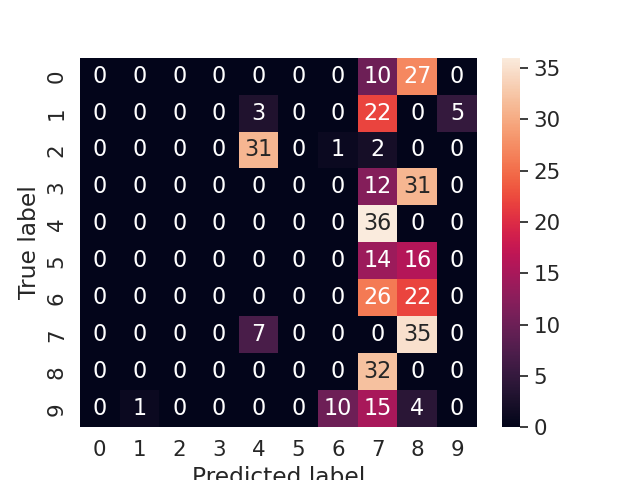 0 0 0 0 0 0 0 0 10 27 0
1 0 0 0 0 3 0 0 22 0 5
2 0 0 0 0 31 0 1 2 0 0
3 0 0 0 0 0 0 0 12 31 0
4 0 0 0 0 0 0 0 36 0 0
5 0 0 0 0 0 0 0 14 16 0
6 0 0 0 0 0 0 0 26 22 0
7 0 0 0 0 7 0 0 0 35 0
8 0 0 0 0 0 0 0 32 0 0
9 0 1 0 0 0 0 10 15 4 0
0 1 2 3 4 5 6 7 8 9
Predicted label
True label
35
30
25
20
15
10
5
0